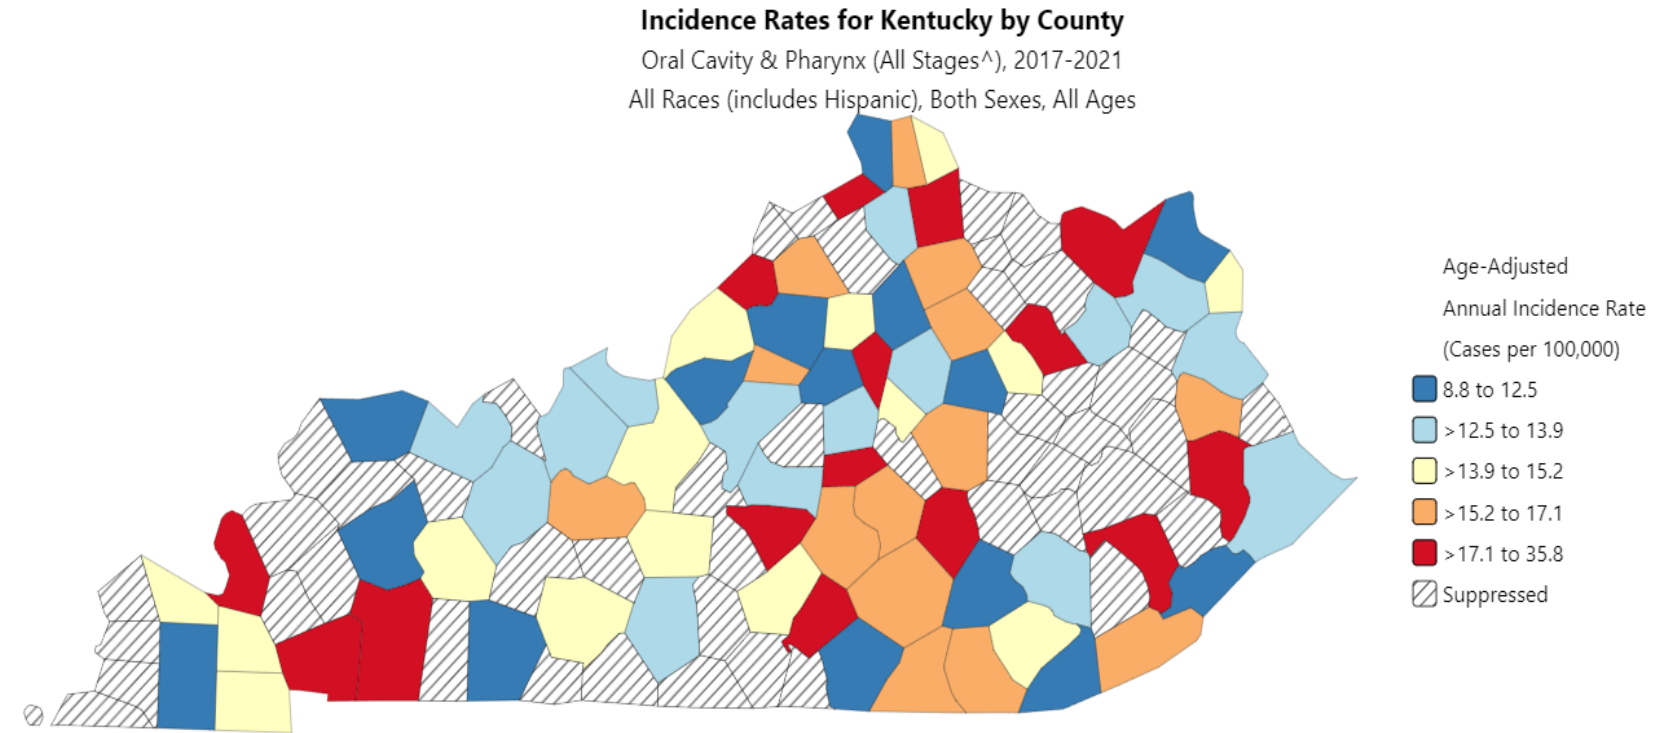 Incidence Rates for Kentucky by County
Oral Cavity & Pharynx (All Stages^), 2017-2021
All Races (includes Hispanic), Both Sexes, All Ages
Age-Adjusted
Annual Incidence Rate
(Cases per 100,000)
8.8 to 12.5
>12.5 to 13.9
>13.9 to 15.2
>15.2 to 17.1
>17.1 to 35.8
Suppressed